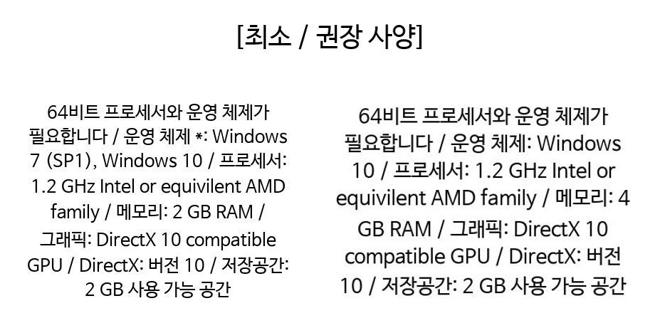 [최소 / 권장 사양]
64비트 프로세서와 운영 체제가
필요합니다 / 운영 체제 *: Windows
7 (SP1), Windows 10 / 프로세서:
1.2 GHz Intel or equivilent AMD
family / 메모리: 2 GB RAM /
그래픽: DirectX 10 compatible
GPU / DirectX: 버전 10 / 저장공간:
2 GB 사용 가능 공간
64비트 프로세서와 운영 체제가
필요합니다 / 운영 체제: Windows
10 / 프로세서: 1.2 GHz Intel or
equivilent AMD family / 메모리: 4
GB RAM / 그래픽: DirectX 10
compatible GPU / DirectX: 버전
10 / 저장공간: 2 GB 사용 가능 공간